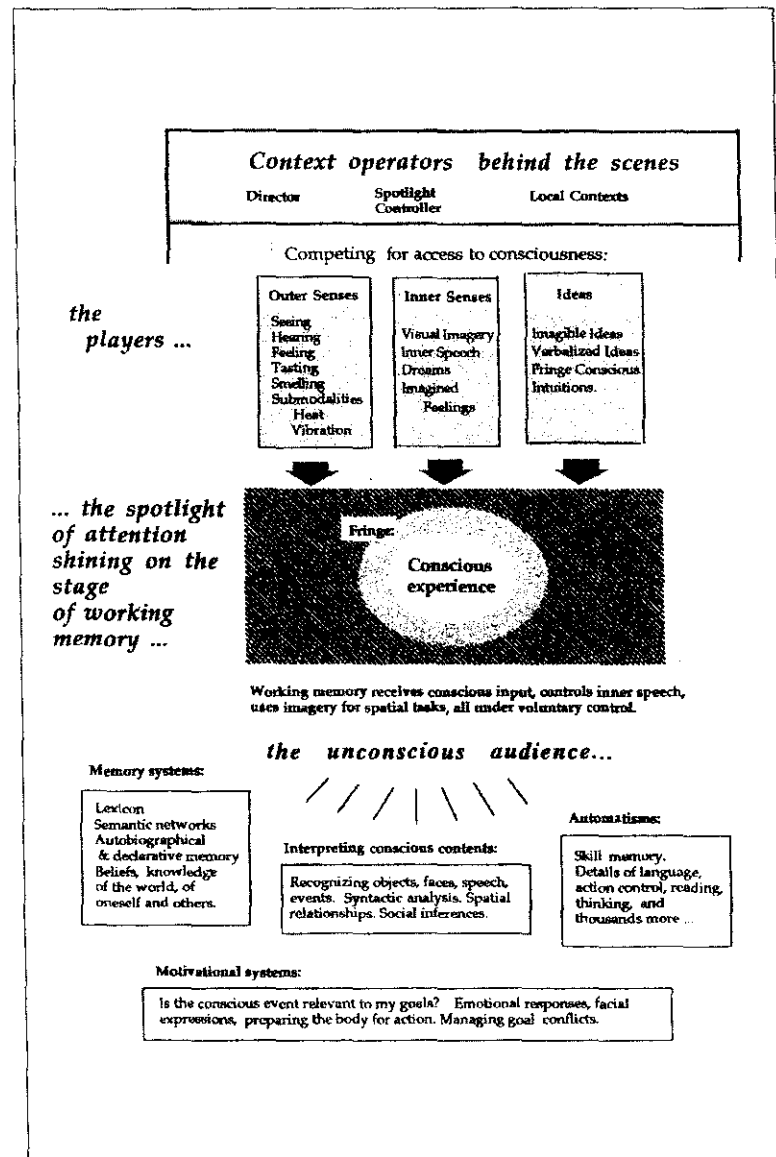 Context operators behind the scenes
Director
Spotlight
Controller
Local Contexts
Competing for access to consciousness:
the
players ...
Outer Senses
Seeing
Hearing
Feeling
Tasting
Smelling
Submodalities
Heat
Vibration
Inner Senses
Visual Imagery
Inner Speech
Dreams
Imagined
Feelings
Ideas
Imagible Ideas
Verbalized Ideas
Fringe Conscious
Intuitions.
... the spotlight
of attention
shining on the
stage
of working
memory ...
Fringe:
Conscious
experience
Working memory receives conscious input, controls inner speech,
uses imagery for spatial tasks, all under voluntary control.
the unconscious audience...
Memory systems:
Lexicon
Semantic networks
Autobiographical
& declarative memory
Beliefs, knowledge
of the world, of
oneself and others.
Interpreting conscious contents:
Recognizing objects, faces, speech,
events. Syntactic analysis. Spatial
relationships. Social inferences.
Automatisms:
Skill memory.
Details of language,
action control, reading,
thinking, and
thousands more ...
Motivational systems:
Is the conscious event relevant to my goals? Emotional responses, facial
expressions, preparing the body for action. Managing goal conflicts.